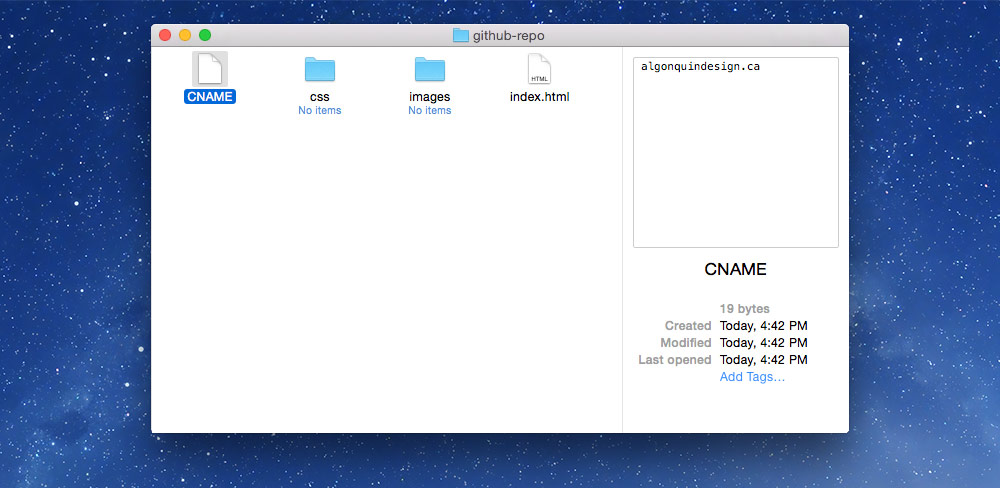 github-repo
CNAME
css
No items
images
No items
HTML
index.html
algonquindesign.ca
CNAME
19 bytes
Created Today, 4:42 PM
Modified Today, 4:42 PM
Last opened Today, 4:42 PM
Add Tags...